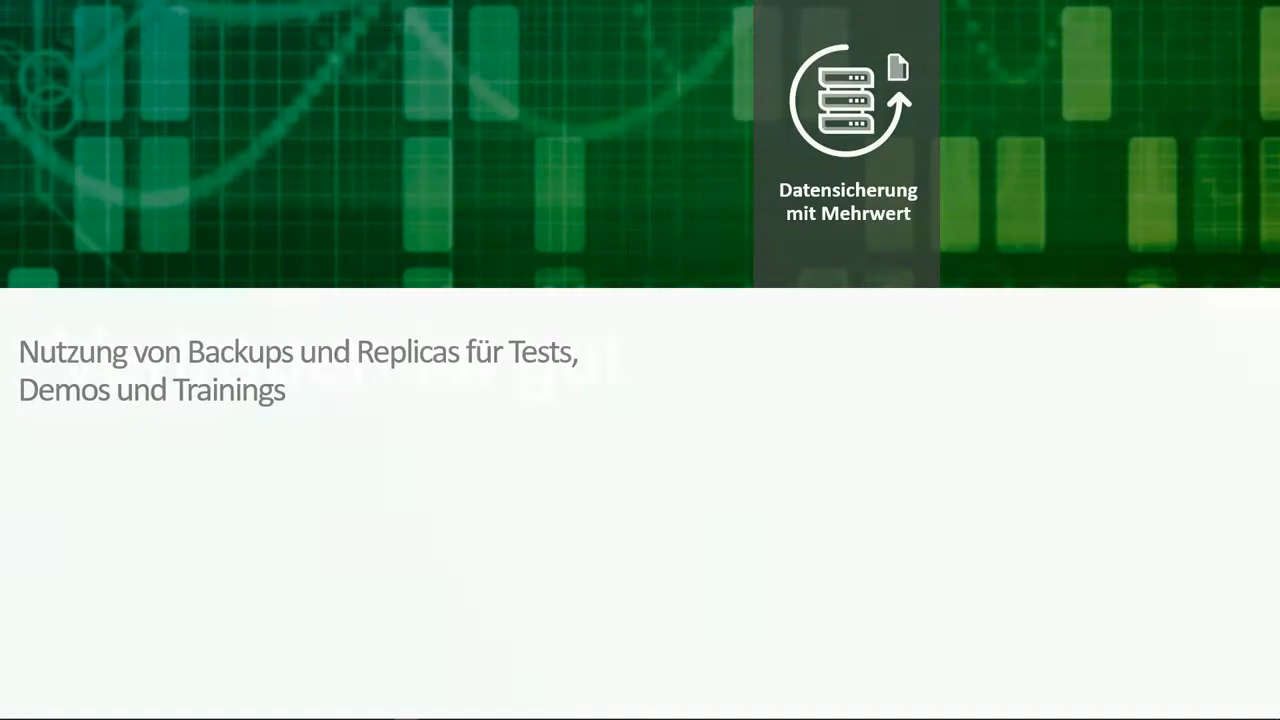 Datensicherung
mit Mehrwert
Nutzung von Backups und Replicas für Tests,
Demos und Trainings